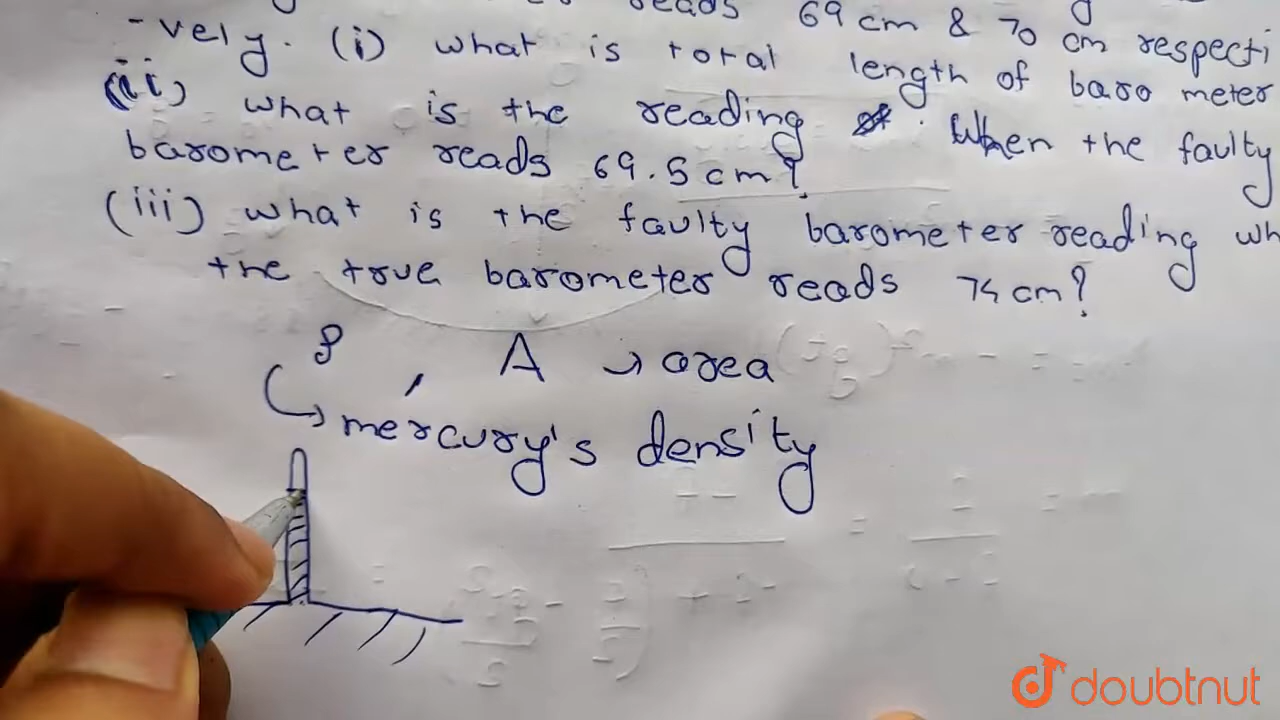 reads 69 cm & 70 cm respecti
-vely. (i) what is total length of baro meter
(ii) what is the reading . When the faulty
barometer reads 69.5 cm?
(iii) what is the faulty barometer reading wh
the true barometer reads 74 cm?
ρ , A → area
mercury's density
doubtnut